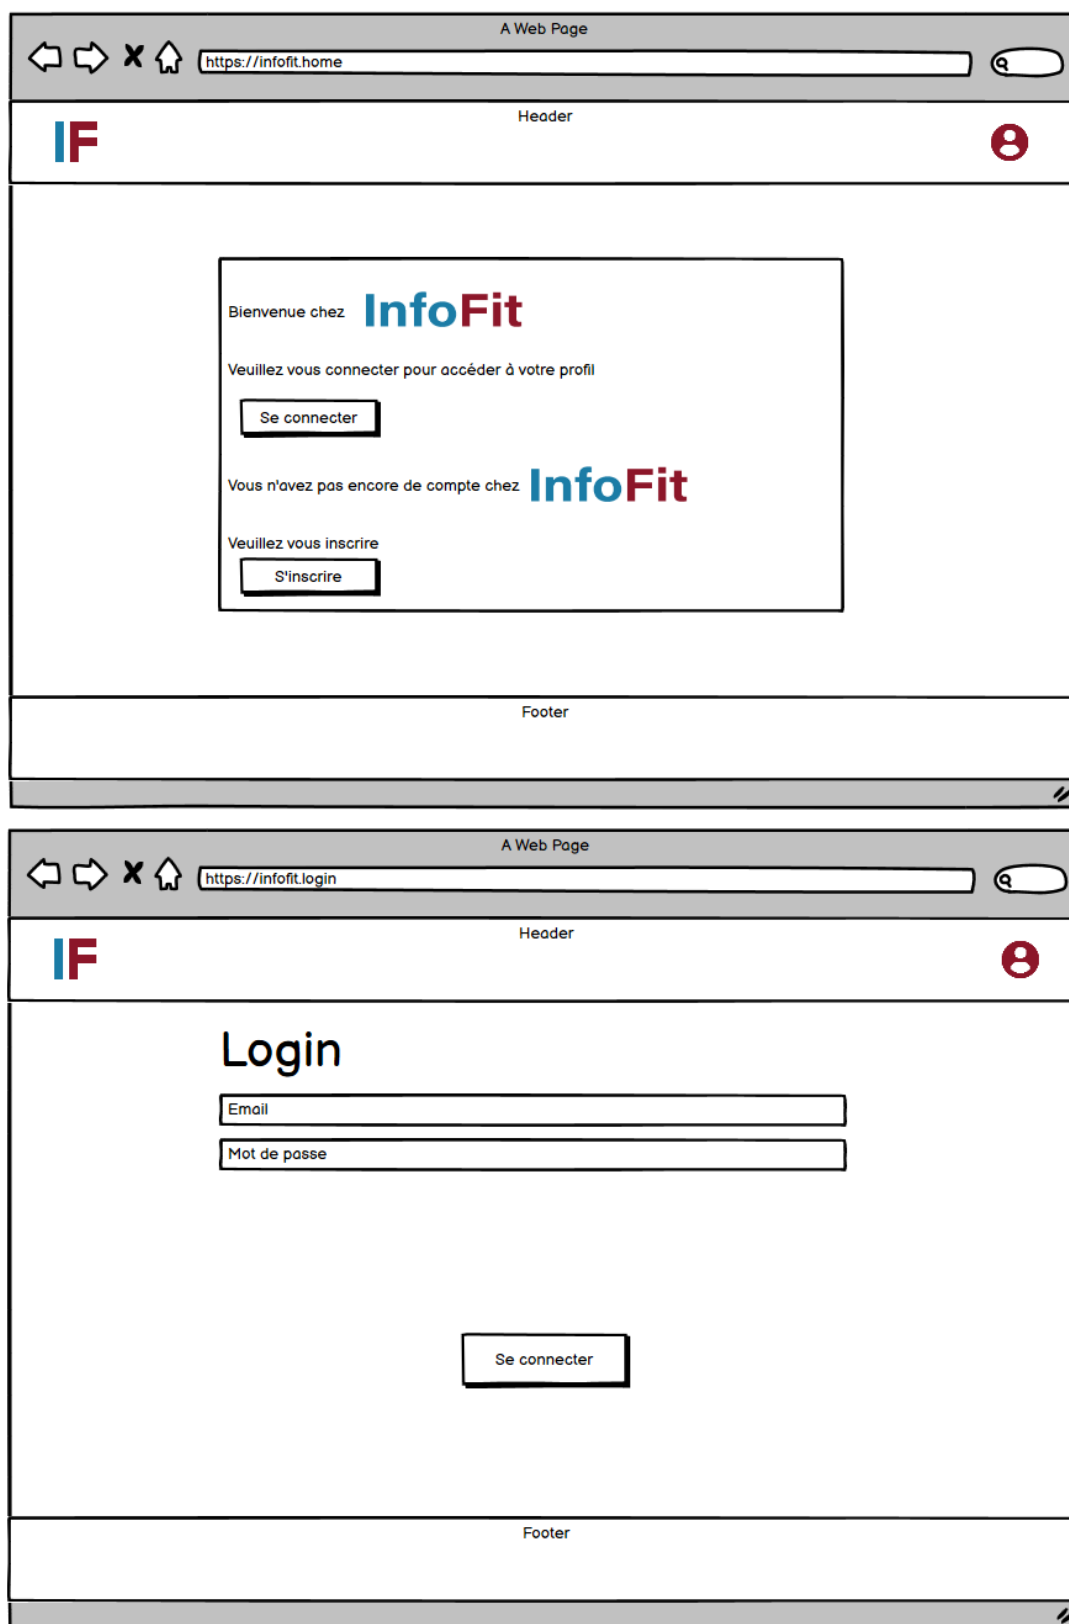 A Web Page
https://infofit.home
Header
IF
Bienvenue chez InfoFit
Veuillez vous connecter pour accéder à votre profil
Se connecter
Vous n'avez pas encore de compte chez InfoFit
Veuillez vous inscrire
S'inscrire
Footer
A Web Page
https://infofit.login
Header
IF
Login
Email
Mot de passe
Se connecter
Footer